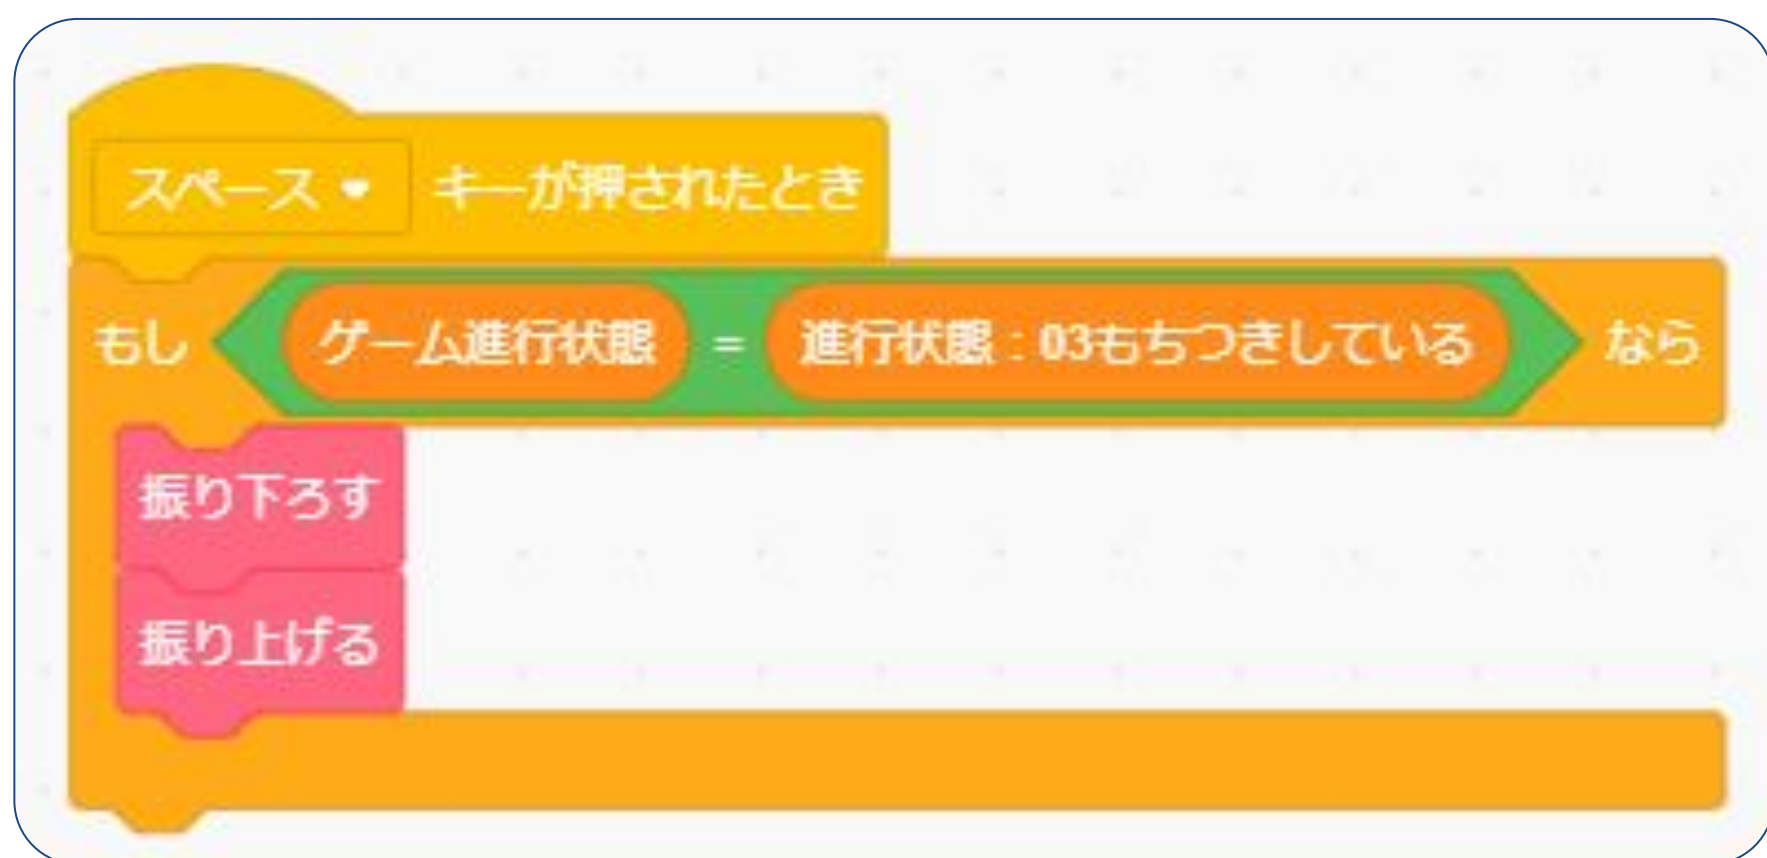 スペース キーが押されたとき
もし ゲーム進行状態 = 進行状態：03もちつきしている なら
振り下ろす
振り上げる